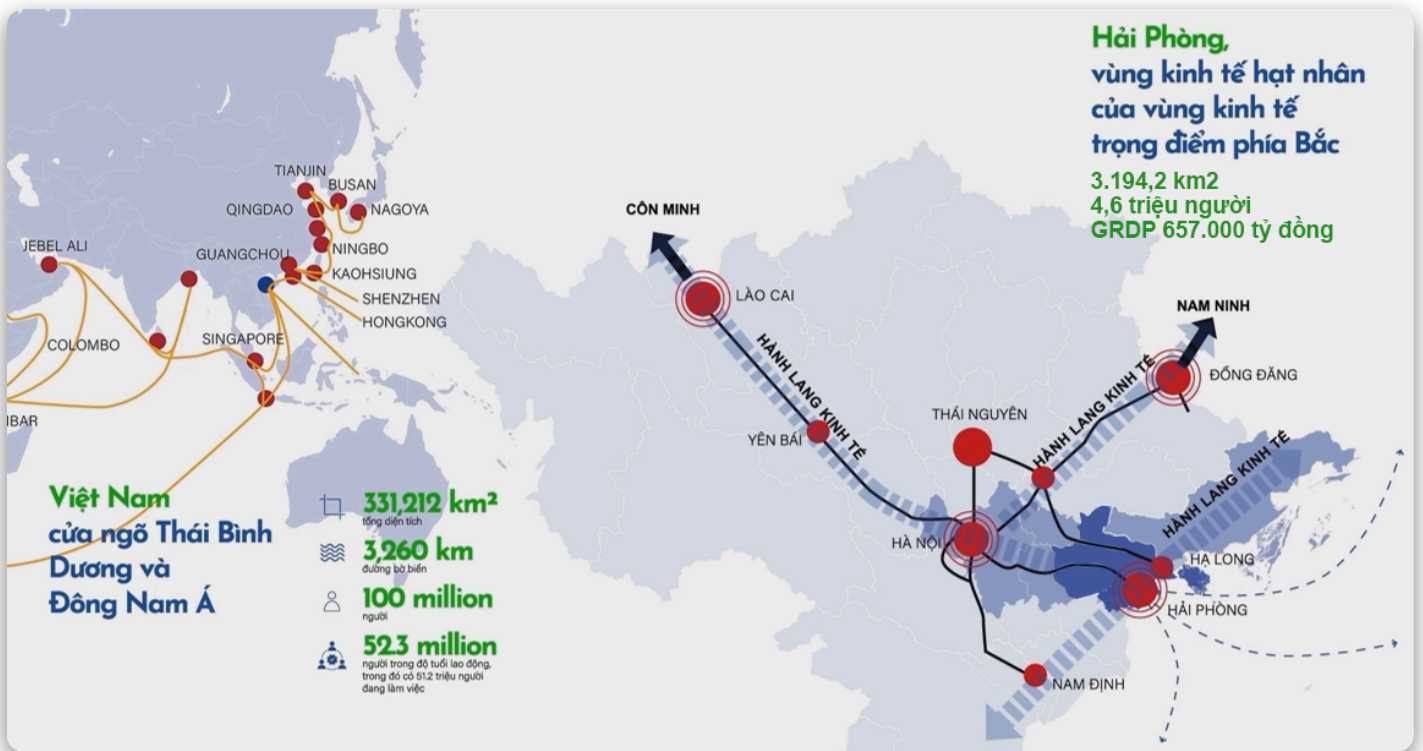 TIANJIN
BUSAN
QINGDAO
NAGOYA
JEBEL ALI
GUANGCHOU
NINGBO
KAOHSIUNG
SHENZHEN
HONGKONG
COLOMBO
SINGAPORE
IBAR
Việt Nam
cửa ngõ Thái Bình
Dương và
Đông Nam Á
331,212 km²
tổng diện tích
3,260 km
đường bờ biển
100 million
người
52.3 million
người trong độ tuổi lao động,
trong đó có 51.2 triệu người
đang làm việc
Hải Phòng,
vùng kinh tế hạt nhân
của vùng kinh tế
trọng điểm phía Bắc
3.194,2 km2
4,6 triệu người
GRDP 657.000 tỷ đồng
CÔN MINH
LÀO CAI
HÀNH LANG KINH TẾ
YÊN BÁI
THÁI NGUYÊN
NAM NINH
ĐỒNG ĐĂNG
HÀNH LANG KINH TẾ
HÀNH LANG KINH TẾ
HÀ NỘI
HẠ LONG
HẢI PHÒNG
NAM ĐỊNH